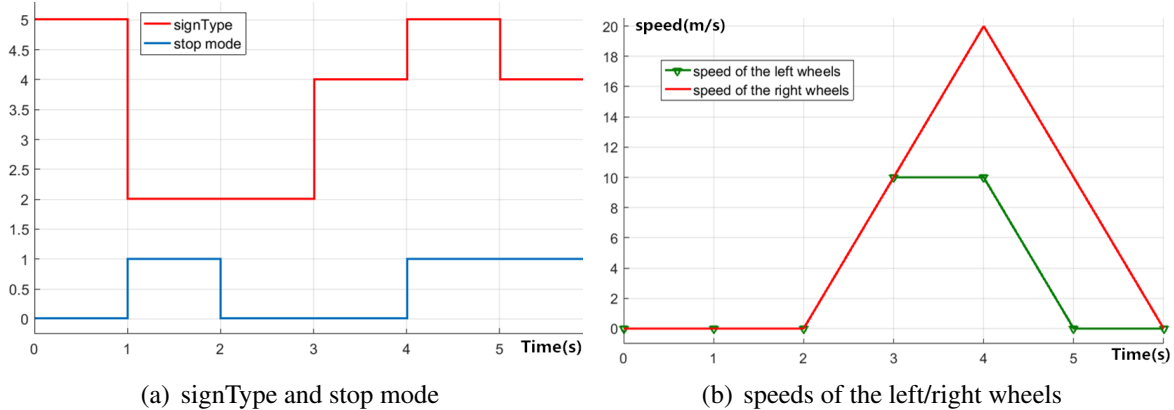 signType
stop mode
5
4.5
4
3.5
3
2.5
2
1.5
1
0.5
0
0 1 2 3 4 5 Time(s)
(a) signType and stop mode
speed(m/s)
speed of the left wheels
speed of the right wheels
20
18
16
14
12
10
8
6
4
2
0
0 1 2 3 4 5 Time(s)
(b) speeds of the left/right wheels